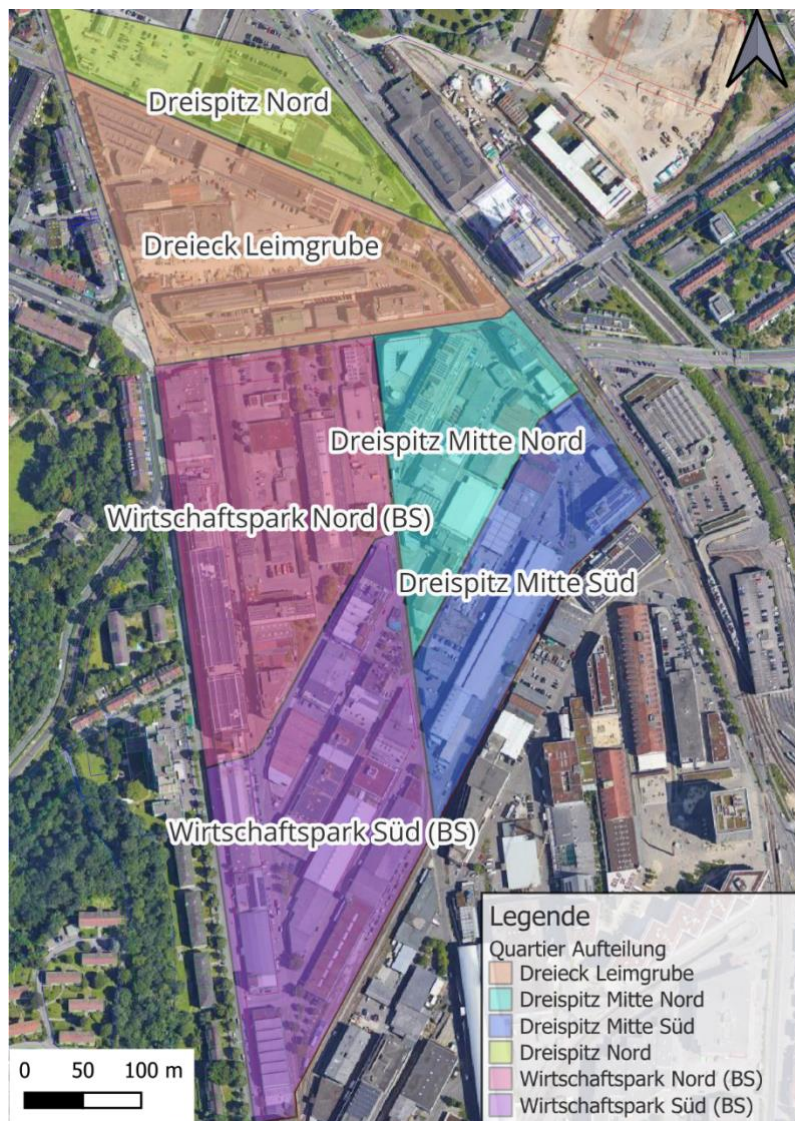 Dreispitz Nord
Dreieck Leimgrube
Dreispitz Mitte Nord
Wirtschaftspark Nord (BS)
Dreispitz Mitte Süd
Wirtschaftspark Süd (BS)
Legende
Quartier Aufteilung
Dreieck Leimgrube
Dreispitz Mitte Nord
Dreispitz Mitte Süd
Dreispitz Nord
Wirtschaftspark Nord (BS)
Wirtschaftspark Süd (BS)
0 50 100 m